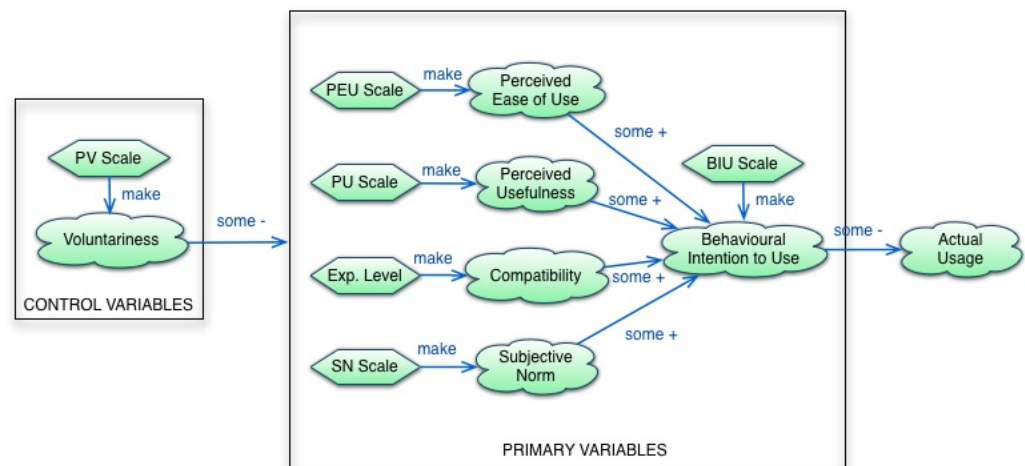 PV Scale
make
Voluntariness
CONTROL VARIABLES
some -
PEU Scale
make
Perceived
Ease of Use
some +
PU Scale
make
Perceived
Usefulness
some +
Exp. Level
make
Compatibility
some +
SN Scale
make
Subjective
Norm
some +
BIU Scale
make
Behavioural
Intention to Use
some -
Actual
Usage
PRIMARY VARIABLES